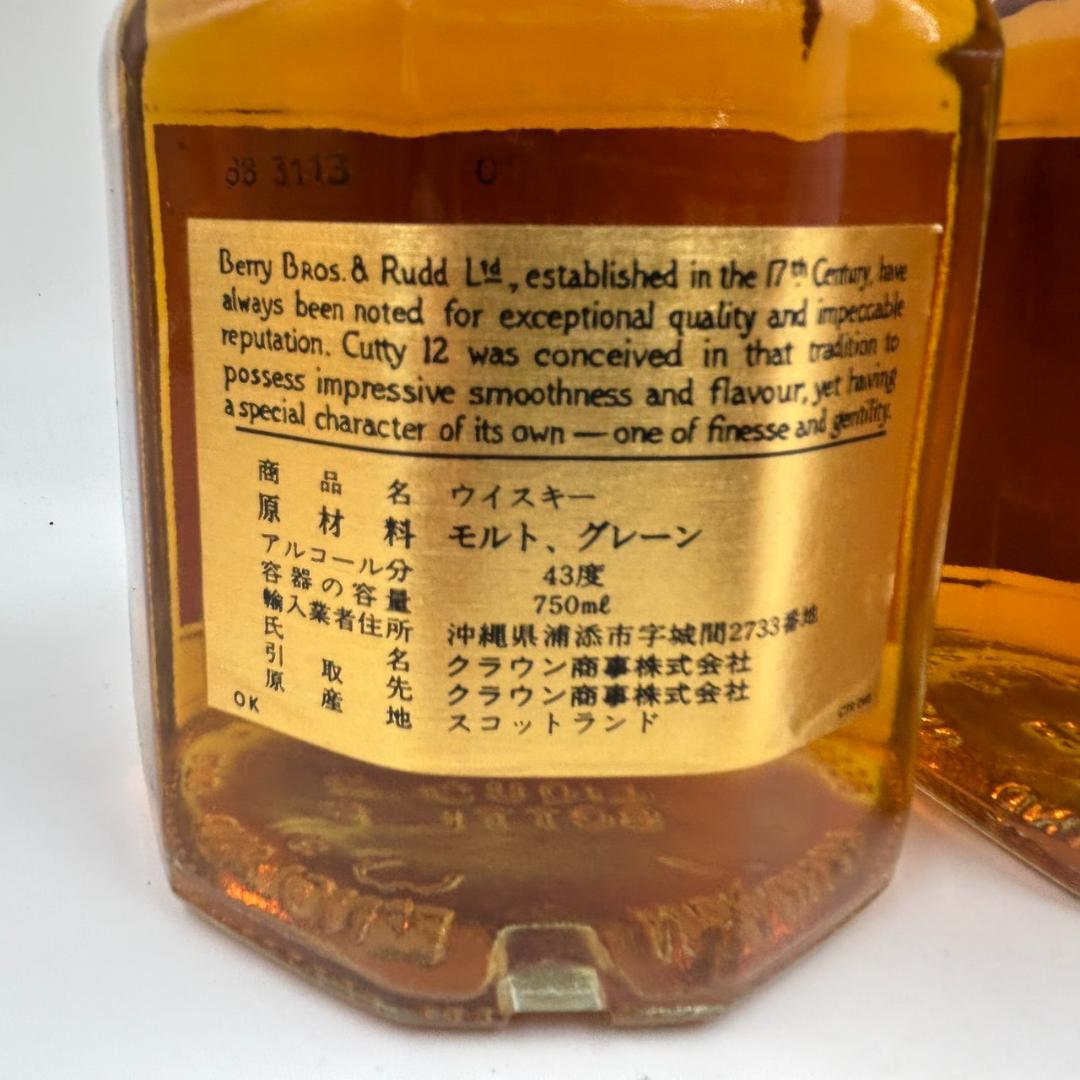 3113
Berry Bros. & Rudd Ltd, established in the 17th Century, have
always been noted for exceptional quality and impeccable
reputation. Cutty 12 was conceived in that tradition to
possess impressive smoothness and flavour, yet having
a special character of its own — one of finesse and gentility.
商品名 ウイスキー
原材料 モルト、グレーン
アルコール分 43度
容器の容量 750mℓ
輸入業者住所 沖縄県浦添市字城間2733番地
氏名 クラウン商事株式会社
引取先 クラウン商事株式会社
原産地 スコットランド
OK